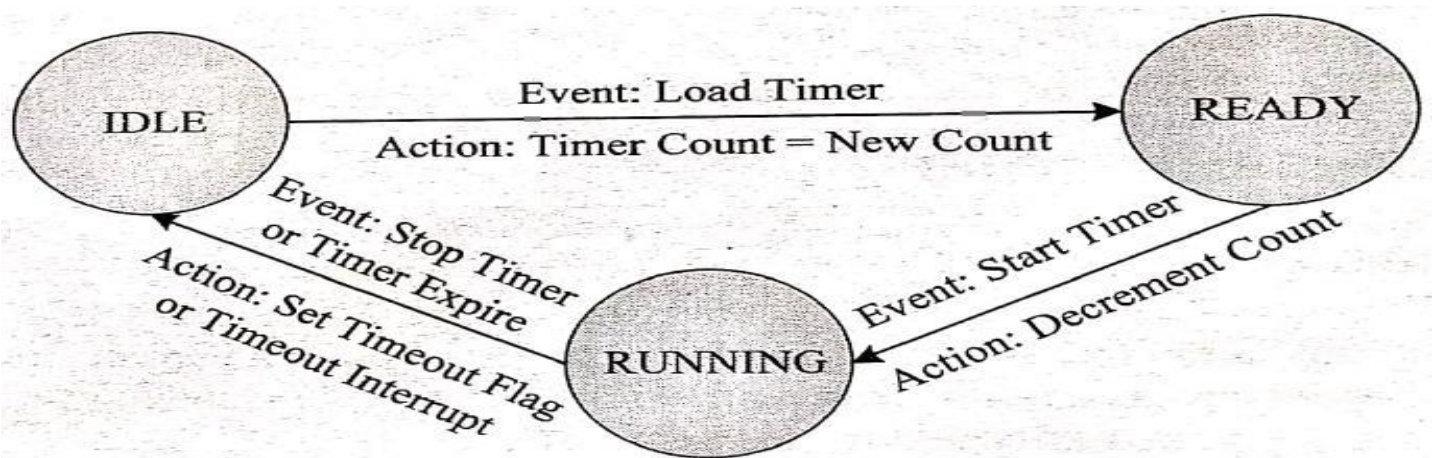 IDLE
Event: Load Timer
Action: Timer Count = New Count
READY
Event: Stop Timer
or Timer Expire
Action: Set Timeout Flag
or Timeout Interrupt
RUNNING
Event: Start Timer
Action: Decrement Count